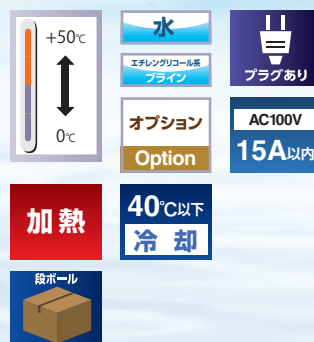 +50℃
0℃
水
エチレングリコール系
ブライン
プラグあり
オプション
Option
AC100V
15A以内
加熱
40℃以下
冷却
段ボール